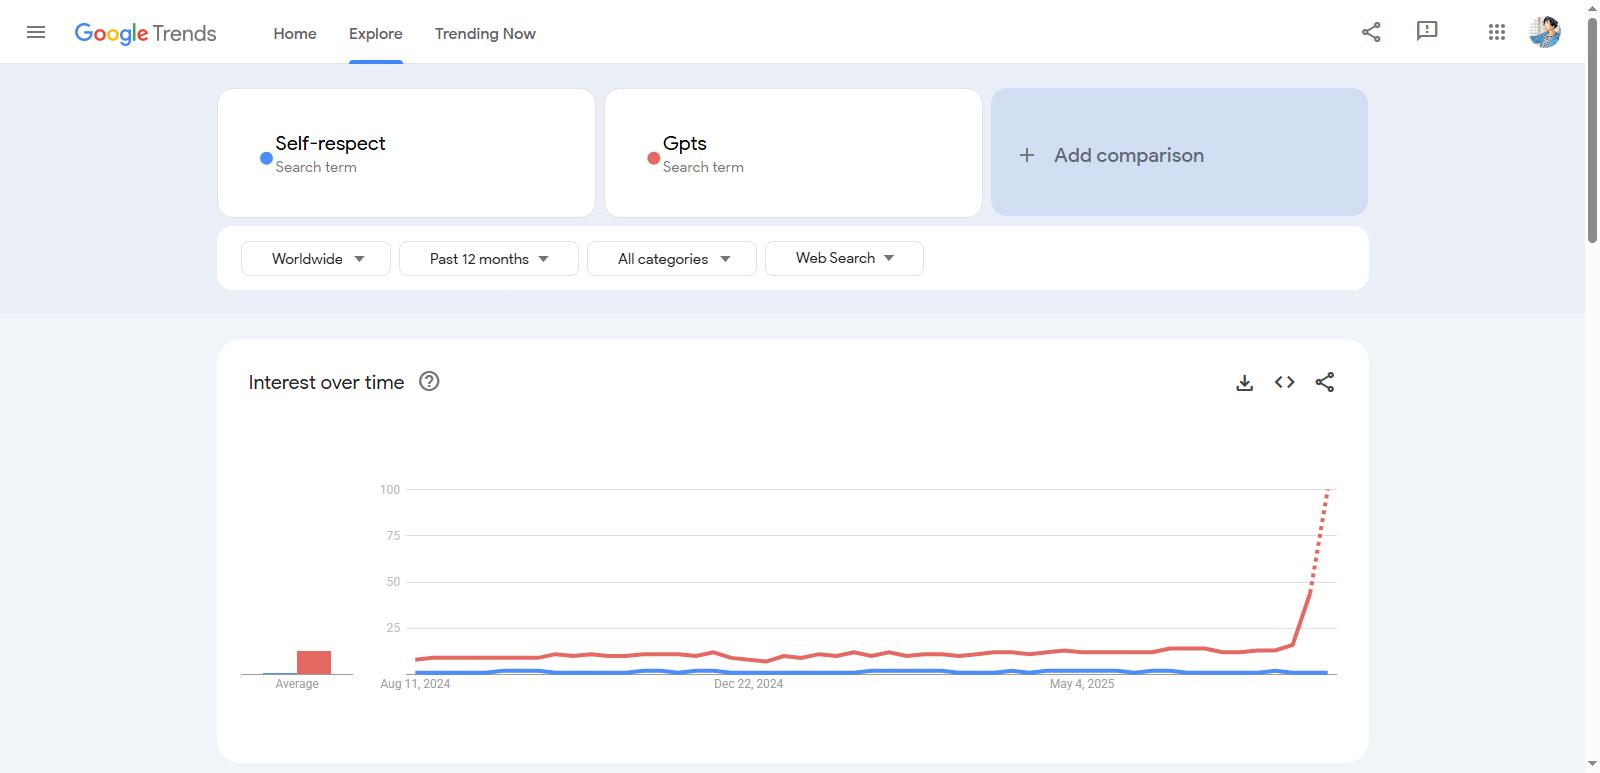 Google Trends Home Explore Trending Now
Self-respect
Search term
Gpts
Search term
+ Add comparison
Worldwide Past 12 months All categories Web Search
Interest over time ?
100
75
50
25
Average
Aug 11, 2024 Dec 22, 2024 May 4, 2025